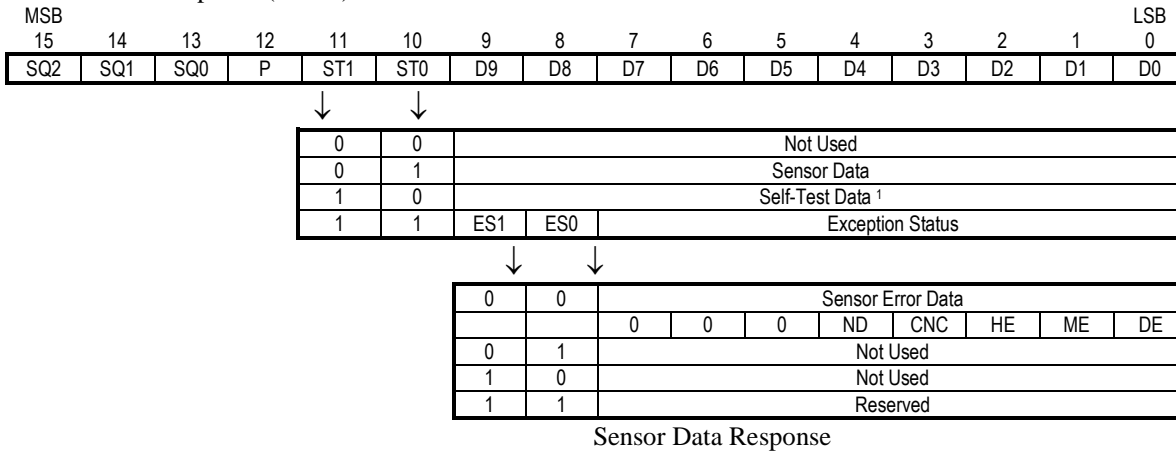 MSB LSB
15 14 13 12 11 10 9 8 7 6 5 4 3 2 1 0
SQ2 SQ1 SQ0 P ST1 ST0 D9 D8 D7 D6 D5 D4 D3 D2 D1 D0
↓ ↓
0 0 Not Used
0 1 Sensor Data
1 0 Self-Test Data 1
1 1 ES1 ES0 Exception Status
↓ ↓
0 0 Sensor Error Data
0 0 0 ND CNC HE ME DE
0 1 Not Used
1 0 Not Used
1 1 Reserved
Sensor Data Response